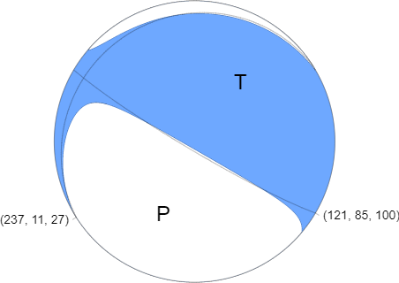 T
P
(237, 11, 27)
(121, 85, 100)